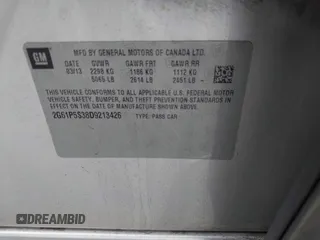 GM
MFD BY GENERAL MOTORS OF CANADA LTD.
DATE GVWR GAWR FRT GAWR RR
03/13 2298 KG 1186 KG 1112 KG
5065 LB 2614 LB 2451 LB
THIS VEHICLE CONFORMS TO ALL APPLICABLE U.S. FEDERAL MOTOR
VEHICLE SAFETY, BUMPER, AND THEFT PREVENTION STANDARDS IN
EFFECT ON THE DATE OF MANUFACTURE SHOWN ABOVE.
2G61P5S38D9213426 TYPE: PASS CAR
DREAMBID